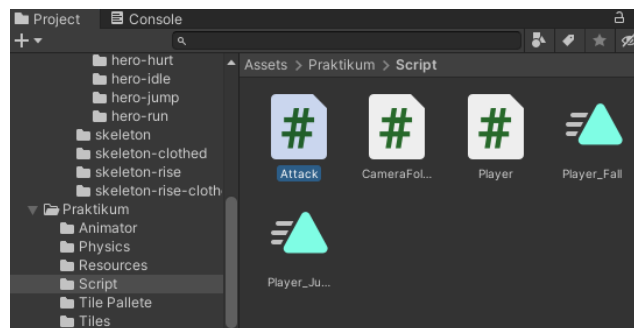 Project
Console
hero-hurt
hero-idle
hero-jump
hero-run
skeleton
skeleton-clothed
skeleton-rise
skeleton-rise-cloth
Praktikum
Animator
Physics
Resources
Script
Tile Pallete
Tiles
Assets > Praktikum > Script
#
#
#
Attack
CameraFol...
Player
Player_Fall
Player_Ju...